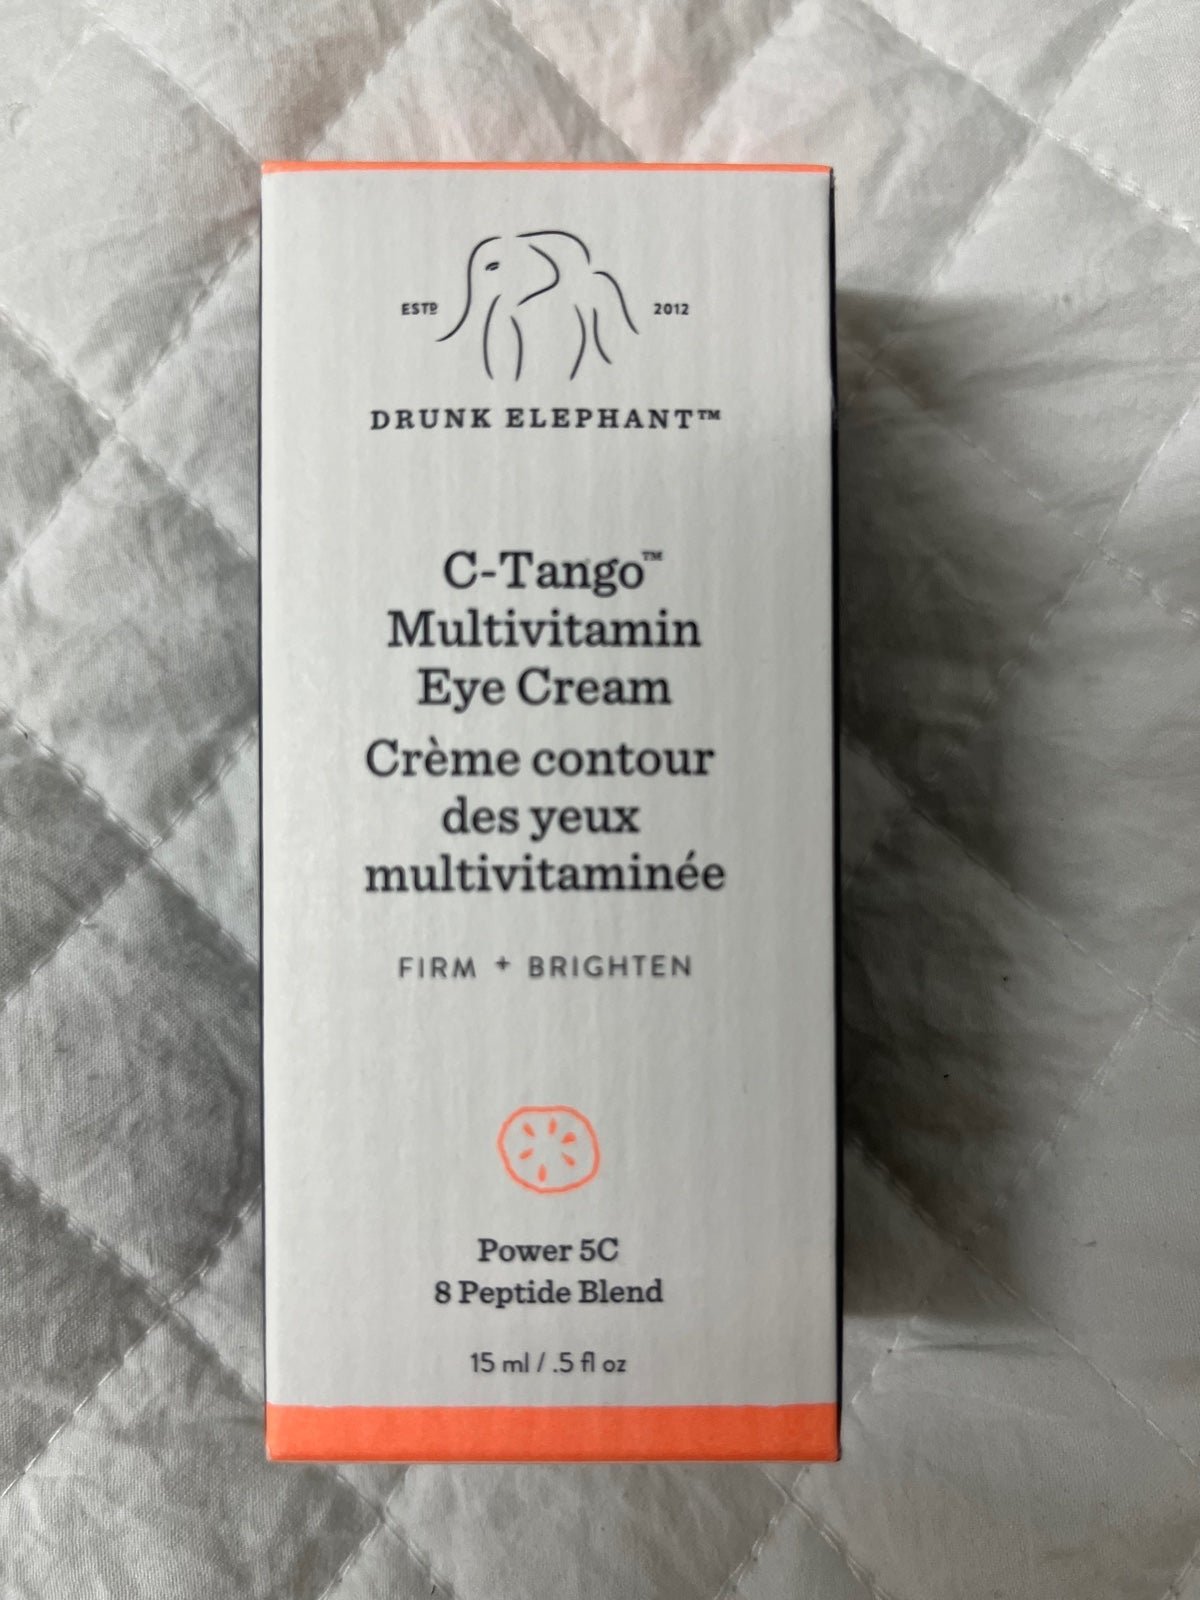 ESTD 2012
DRUNK ELEPHANT™
C-Tango™
Multivitamin
Eye Cream
Crème contour
des yeux
multivitaminée
FIRM + BRIGHTEN
Power 5C
8 Peptide Blend
15 ml / .5 fl oz